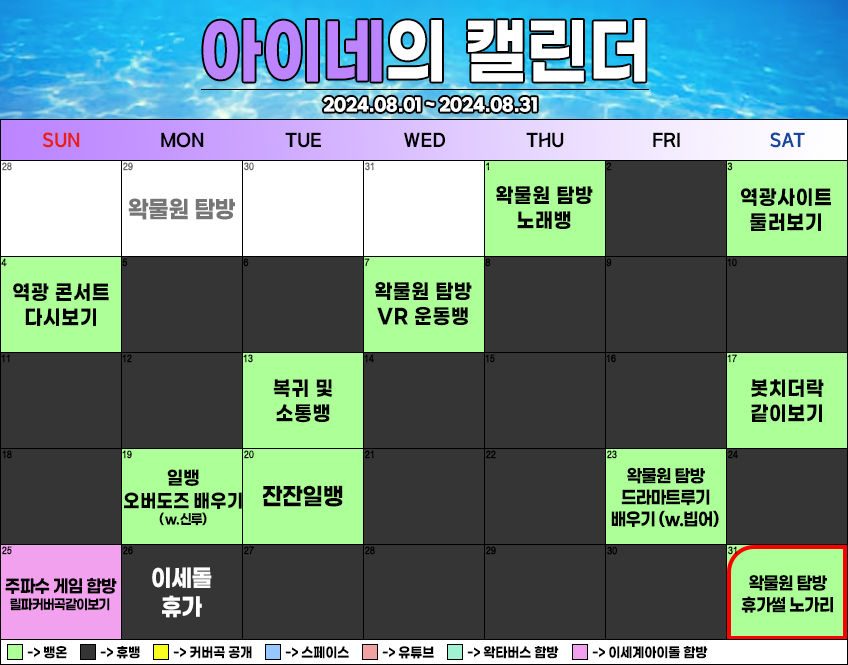 아이네의 캘린더
2024.08.01 ~ 2024.08.31
SUN MON TUE WED THU FRI SAT
28 29 30 31 1 2 3
왁물원 탐방
왁물원 탐방
노래뱅
역광사이트
둘러보기
4 5 6 7 8 9 10
역광 콘서트
다시보기
왁물원 탐방
VR 운동뱅
11 12 13 14 15 16 17
복귀 및
소통뱅
봇치더락
같이보기
18 19 20 21 22 23 24
일뱅
오버도즈 배우기
(w.신루)
잔잔일뱅
왁물원 탐방
드라마트루기
배우기 (w.빕어)
25 26 27 28 29 30 31
주파수 게임 합방
릴파커버곡같이보기
이세돌
휴가
왁물원 탐방
휴가썰 노가리
-> 뱅온 -> 휴뱅 -> 커버곡 공개 -> 스페이스 -> 유튜브 -> 왁타버스 합방 -> 이세계아이돌 합방